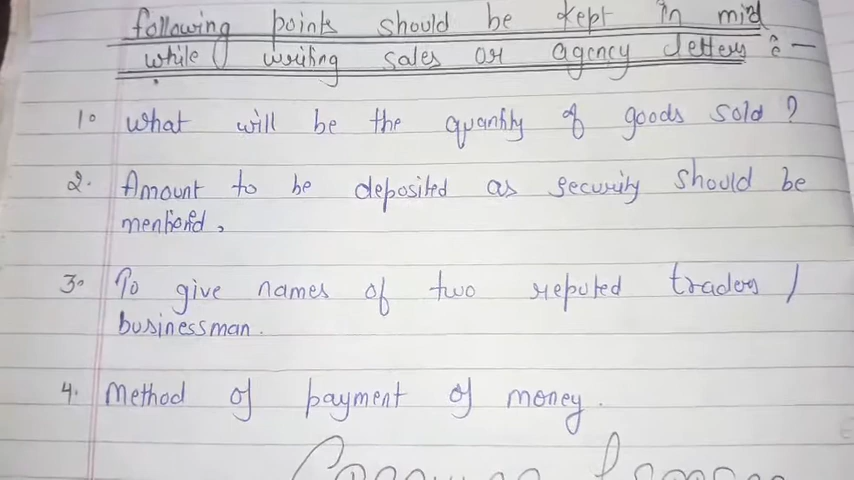 following points should be kept in mid
while writing sales or agency letters :-
1. What will be the quantity of goods sold ?
2. Amount to be deposited as security should be
mentiond,
3. To give names of two reputed traders /
businessman.
4. Method of payment of money.